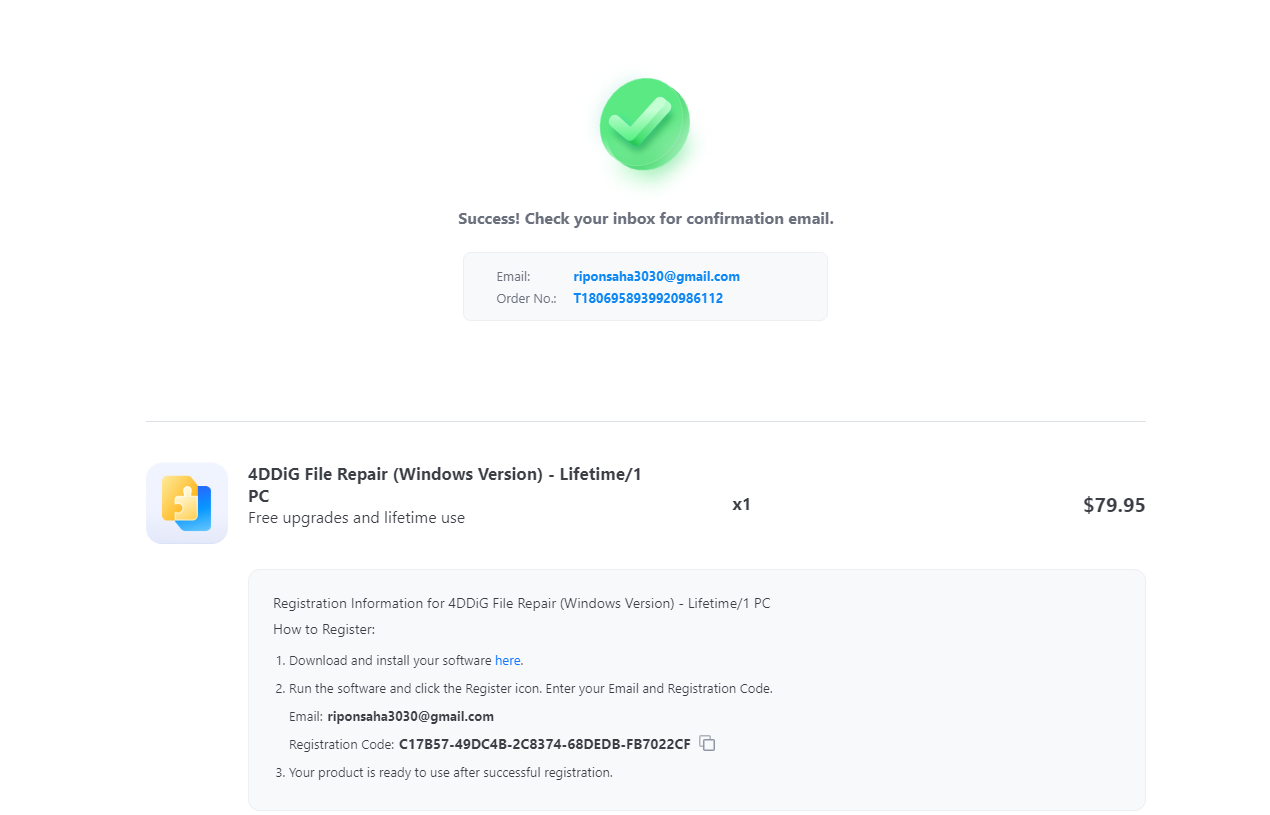 Success! Check your inbox for confirmation email.
Email: riponsaha3030@gmail.com
Order No.: T1806958939920986112
4DDiG File Repair (Windows Version) - Lifetime/1
PC
Free upgrades and lifetime use
x1
$79.95
Registration Information for 4DDiG File Repair (Windows Version) - Lifetime/1 PC
How to Register:
1. Download and install your software here.
2. Run the software and click the Register icon. Enter your Email and Registration Code.
Email: riponsaha3030@gmail.com
Registration Code: C17B57-49DC4B-2C8374-68DEDB-FB7022CF
3. Your product is ready to use after successful registration.